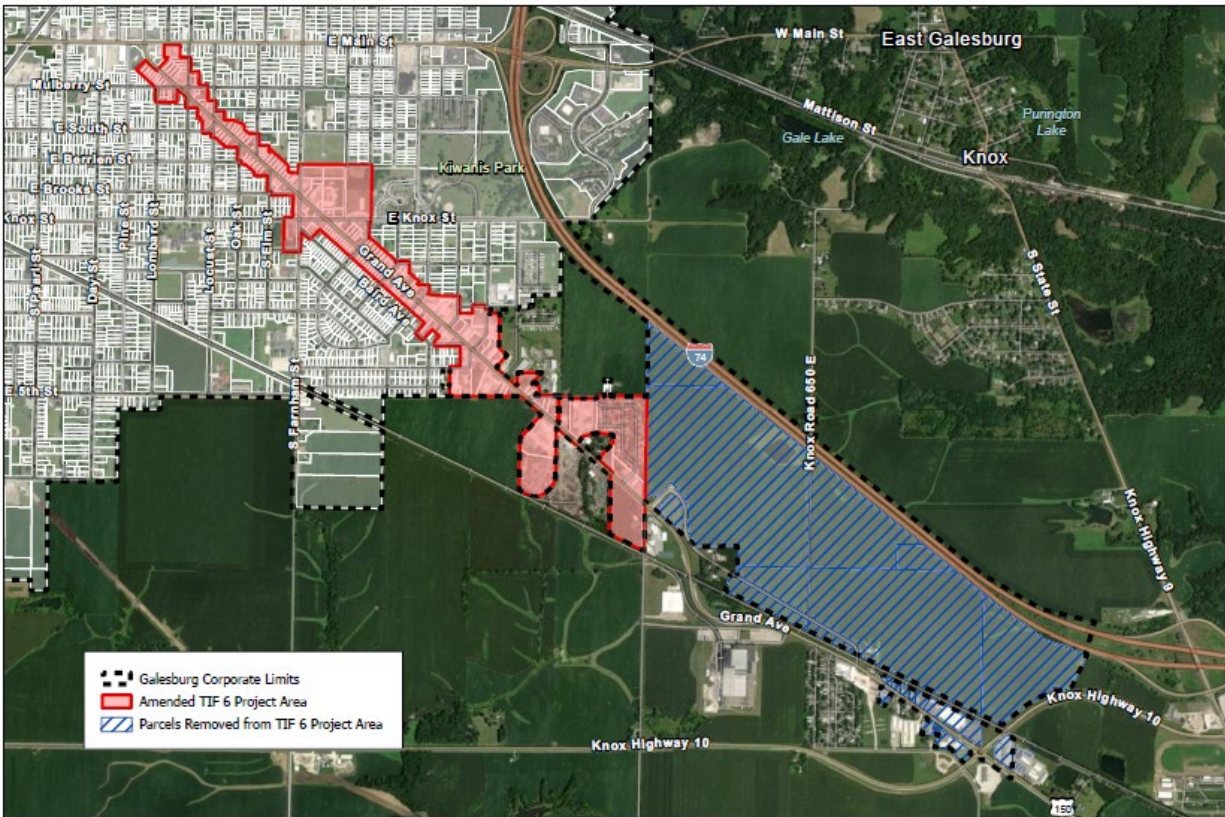 E Main St
W Main St
East Galesburg
Mulberry St
Mattison St
Purington
Lake
E South St
Gale Lake
E Berrien St
Kiwanis Park
Knox
E Brooks St
Knox St
E Knox St
S Pearl St
Day St
Pine St
Lombard St
Locust St
Oak St
S Elm St
Grand Ave
Baird Ave
S State St
74
E 5th St
S Farnham St
Knox Road 650 E
Knox Highway 9
Grand Ave
Galesburg Corporate Limits
Amended TIF 6 Project Area
Parcels Removed from TIF 6 Project Area
Knox Highway 10
Knox Highway 10
150